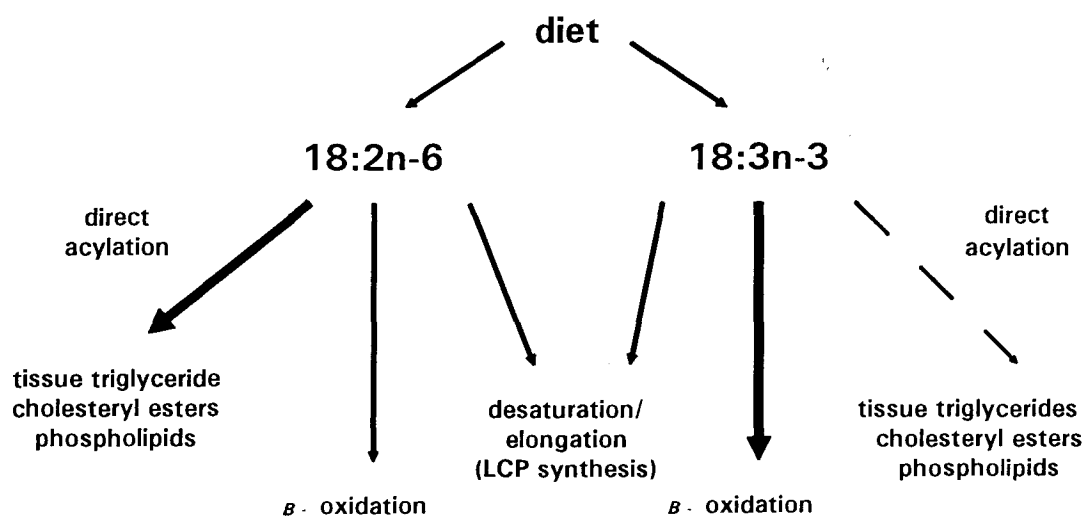 diet
18:2n-6
18:3n-3
direct
acylation
direct
acylation
tissue triglyceride
cholesteryl esters
phospholipids
desaturation/
elongation
(LCP synthesis)
tissue triglycerides
cholesteryl esters
phospholipids
B - oxidation
B - oxidation